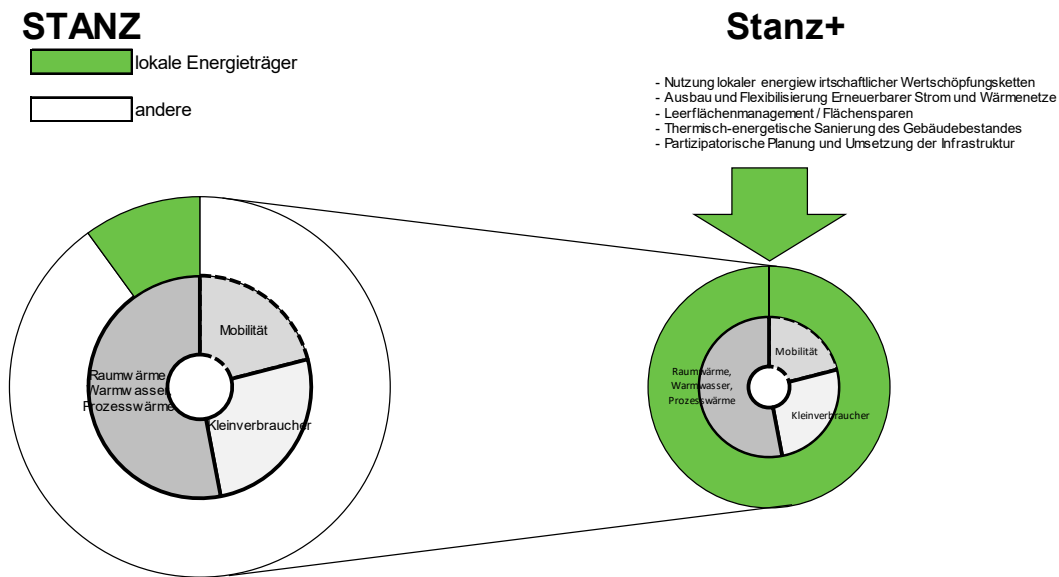 STANZ
lokale Energieträger
andere
Mobilität
Raumwärme,
Warmwasser,
Prozesswärme
Kleinverbraucher
Stanz+
- Nutzung lokaler energiew irtschaftlicher Wertschöpfungsketten
- Ausbau und Flexibilisierung Erneuerbarer Strom und Wärmenetze
- Leerflächenmanagement / Flächensparen
- Thermisch-energetische Sanierung des Gebäudebestandes
- Partizipatorische Planung und Umsetzung der Infrastruktur
Mobilität
Raumwärme,
Warmwasser,
Prozesswärme
Kleinverbraucher